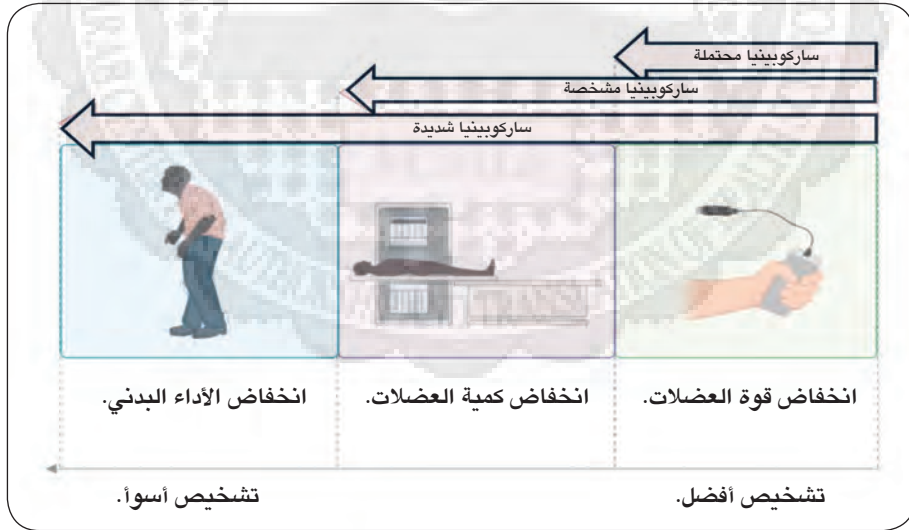 ساركوبينيا محتملة
ساركوبينيا مشخصة
ساركوبينيا شديدة
انخفاض قوة العضلات.
انخفاض كمية العضلات.
انخفاض الأداء البدني.
تشخيص أفضل.
تشخيص أسوأ.